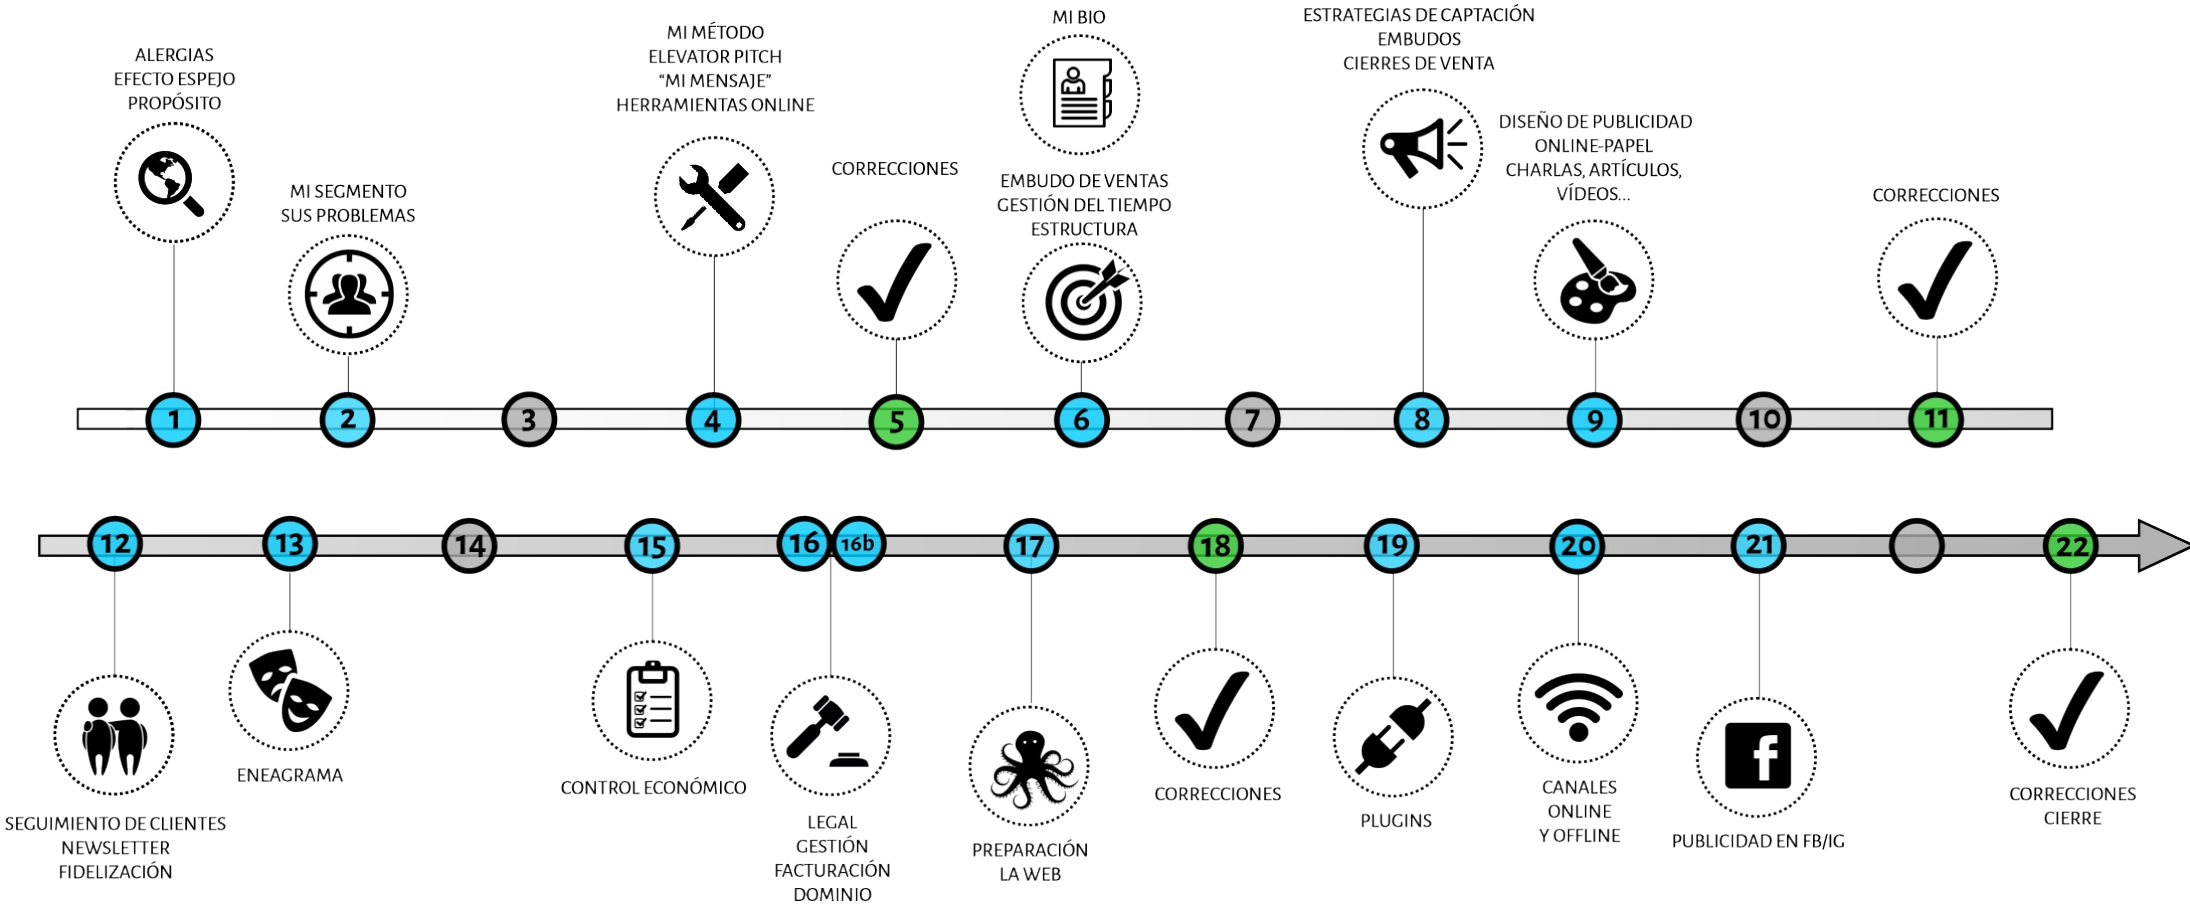 ALERGIAS
EFECTO ESPEJO
PROPÓSITO
MI SEGMENTO
SUS PROBLEMAS
MI MÉTODO
ELEVATOR PITCH
“MI MENSAJE”
HERRAMIENTAS ONLINE
CORRECCIONES
MI BIO
EMBUDO DE VENTAS
GESTIÓN DEL TIEMPO
ESTRUCTURA
ESTRATEGIAS DE CAPTACIÓN
EMBUDOS
CIERRES DE VENTA
DISEÑO DE PUBLICIDAD
ONLINE-PAPEL
CHARLAS, ARTÍCULOS,
VÍDEOS...
CORRECCIONES
1 2 3 4 5 6 7 8 9 10 11
12 13 14 15 16 16b 17 18 19 20 21 22
SEGUIMIENTO DE CLIENTES
NEWSLETTER
FIDELIZACIÓN
ENEAGRAMA
CONTROL ECONÓMICO
LEGAL
GESTIÓN
FACTURACIÓN
DOMINIO
PREPARACIÓN
LA WEB
CORRECCIONES
PLUGINS
CANALES
ONLINE
Y OFFLINE
f
PUBLICIDAD EN FB/IG
CORRECCIONES
CIERRE